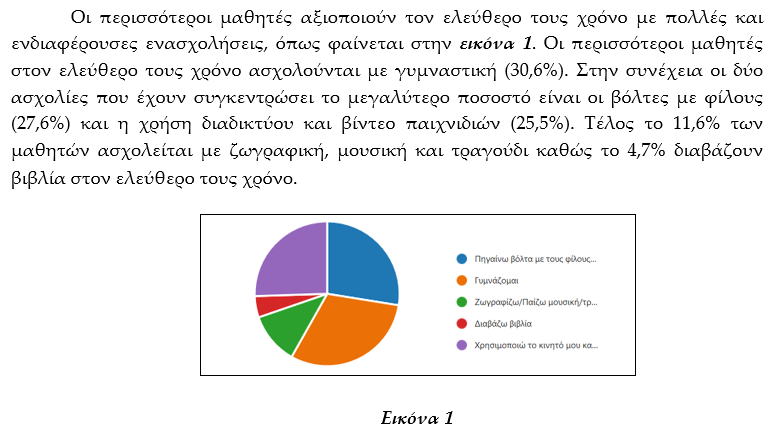 Οι περισσότεροι μαθητές αξιοποιούν τον ελεύθερο τους χρόνο με πολλές και
ενδιαφέρουσες ενασχολήσεις, όπως φαίνεται στην εικόνα 1. Οι περισσότεροι μαθητές
στον ελεύθερο τους χρόνο ασχολούνται με γυμναστική (30,6%). Στην συνέχεια οι δύο
ασχολίες που έχουν συγκεντρώσει το μεγαλύτερο ποσοστό είναι οι βόλτες με φίλους
(27,6%) και η χρήση διαδικτύου και βίντεο παιχνιδιών (25,5%). Τέλος το 11,6% των
μαθητών ασχολείται με ζωγραφική, μουσική και τραγούδι καθώς το 4,7% διαβάζουν
βιβλία στον ελεύθερο τους χρόνο.
Πηγαίνω βόλτα με τους φίλους...
Γυμνάζομαι
Ζωγραφίζω/Παίζω μουσική/τρ...
Διαβάζω βιβλία
Χρησιμοποιώ το κινητό μου κα...
Εικόνα 1